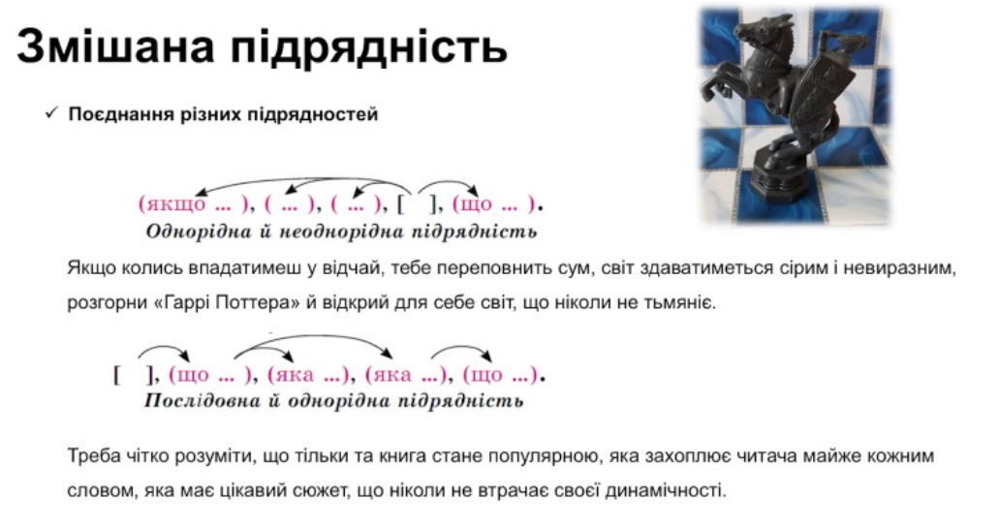 Змішана підрядність
✓ Поєднання різних підрядностей
(якщо ... ), ( ... ), ( ... ), [ ], (що ... ).
Однорідна й неоднорідна підрядність
Якщо колись впадатимеш у відчай, тебе переповнить сум, світ здаватиметься сірим і невиразним,
розгорни «Гаррі Поттера» й відкрий для себе світ, що ніколи не тьмяніє.
[ ], (що ... ), (яка ...), (яка ...), (що ...).
Послідовна й однорідна підрядність
Треба чітко розуміти, що тільки та книга стане популярною, яка захоплює читача майже кожним
словом, яка має цікавий сюжет, що ніколи не втрачає своєї динамічності.